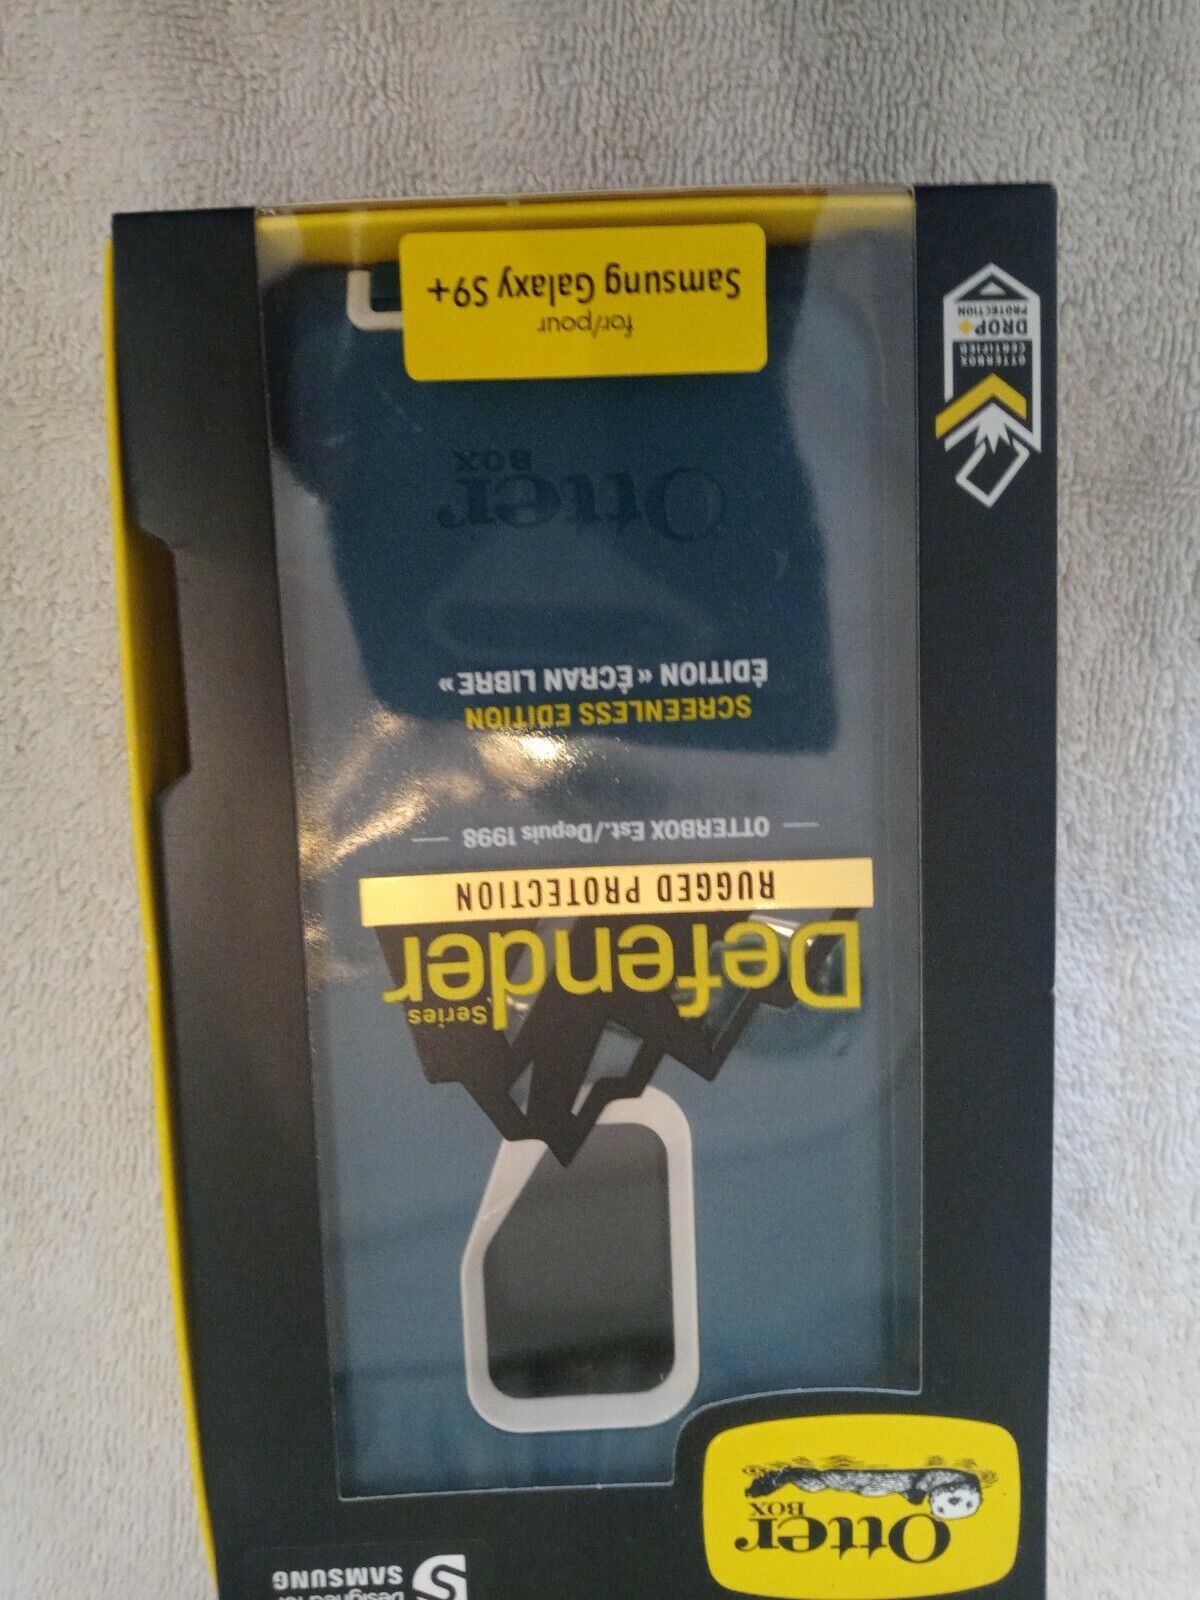 Designed for
SAMSUNG
Otter
BOX
Series
Defender
RUGGED PROTECTION
OTTERBOX Est./Depuis 1998
SCREENLESS EDITION
ÉDITION « ÉCRAN LIBRE »
Otter
BOX
for/pour
Samsung Galaxy S9+
OTTERBOX
CERTIFIED
DROP+
PROTECTION